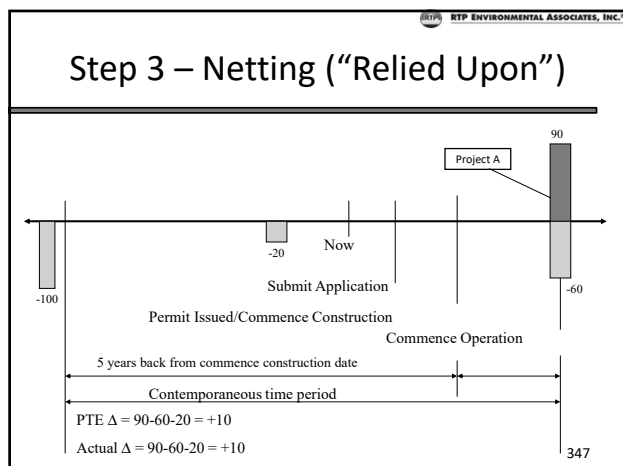 RTP ENVIRONMENTAL ASSOCIATES, INC.
Step 3 – Netting (“Relied Upon”)
90
Project A
-20
Now
-100
Submit Application
-60
Permit Issued/Commence Construction
Commence Operation
5 years back from commence construction date
Contemporaneous time period
PTE Δ = 90-60-20 = +10
Actual Δ = 90-60-20 = +10
347